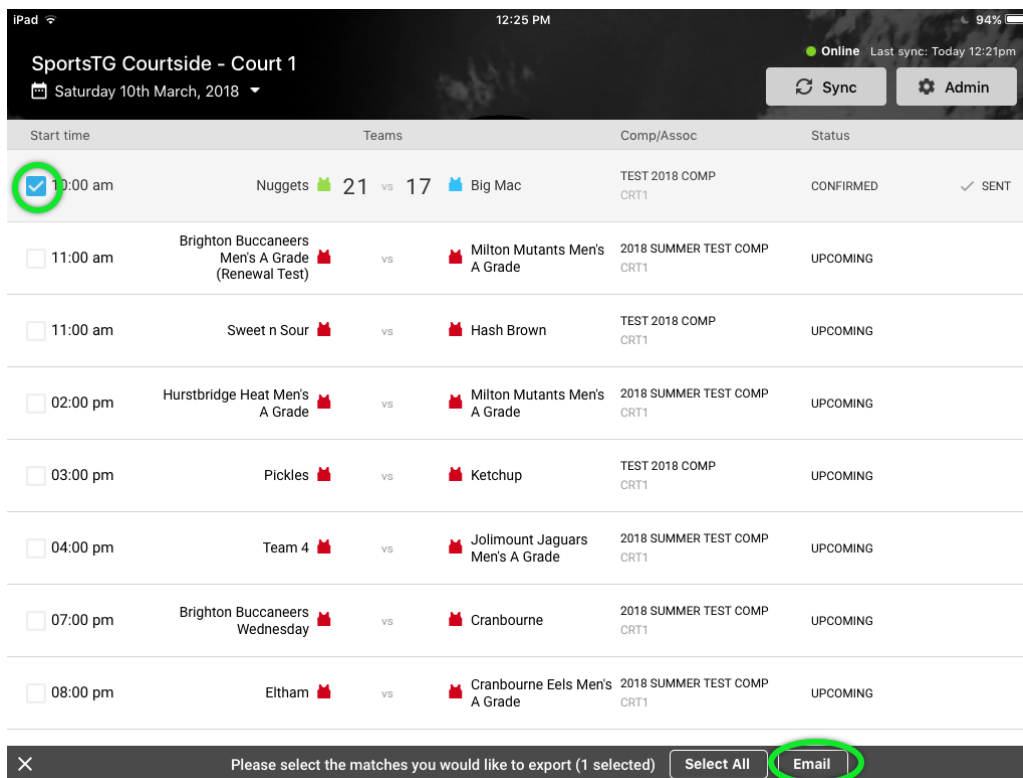 iPad 12:25 PM 94%
Online Last sync: Today 12:21pm
SportsTG Courtside - Court 1
Saturday 10th March, 2018
Sync Admin
Start time Teams Comp/Assoc Status
10:00 am Nuggets 21 vs 17 Big Mac TEST 2018 COMP CONFIRMED SENT
CRT1
Brighton Buccaneers
11:00 am Men's A Grade vs Milton Mutants Men's 2018 SUMMER TEST COMP UPCOMING
(Renewal Test) A Grade CRT1
11:00 am Sweet n Sour vs Hash Brown TEST 2018 COMP UPCOMING
CRT1
02:00 pm Hurstbridge Heat Men's vs Milton Mutants Men's 2018 SUMMER TEST COMP UPCOMING
A Grade A Grade CRT1
03:00 pm Pickles vs Ketchup TEST 2018 COMP UPCOMING
CRT1
04:00 pm Team 4 vs Jolimount Jaguars 2018 SUMMER TEST COMP UPCOMING
Men's A Grade CRT1
07:00 pm Brighton Buccaneers vs Cranbourne 2018 SUMMER TEST COMP UPCOMING
Wednesday CRT1
08:00 pm Eltham vs Cranbourne Eels Men's 2018 SUMMER TEST COMP UPCOMING
A Grade CRT1
Please select the matches you would like to export (1 selected) Select All Email